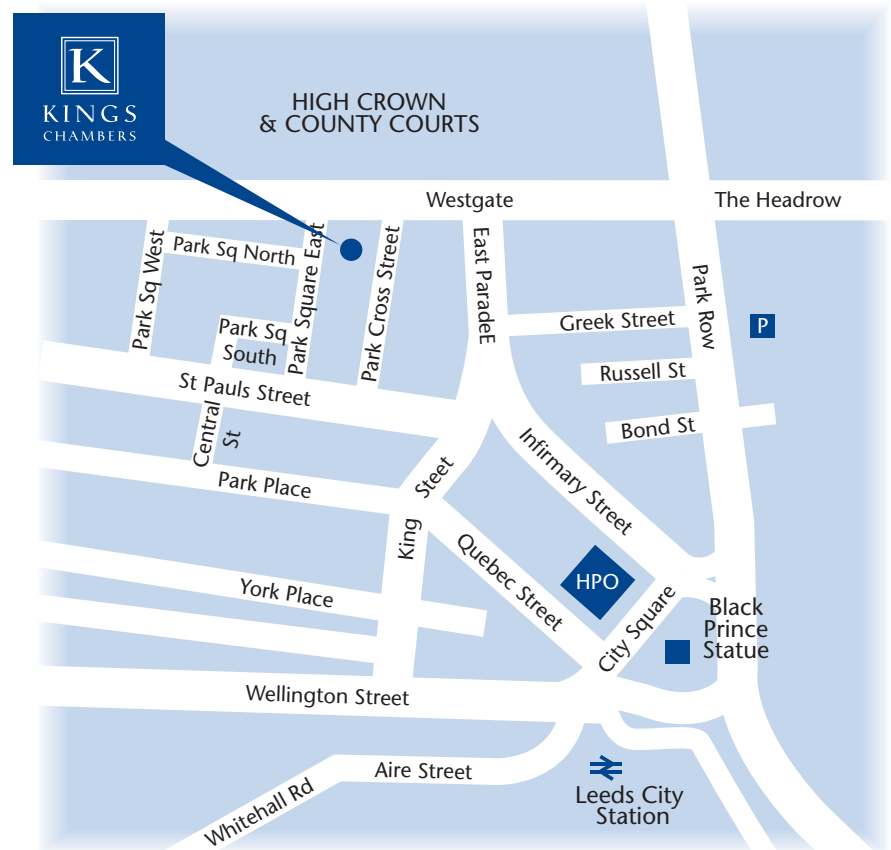 K
KINGS
CHAMBERS
HIGH CROWN
& COUNTY COURTS
Westgate
The Headrow
Park Sq West
Park Sq North
Park Square East
Park Cross Street
East ParadE
Park Row
Greek Street
P
Park Sq
South
Russell St
St Pauls Street
Bond St
Central
St
Infirmary Street
Park Place
King
Steet
Quebec Street
HPO
York Place
City Square
Black
Prince
Statue
Wellington Street
Aire Street
Whitehall Rd
Leeds City
Station